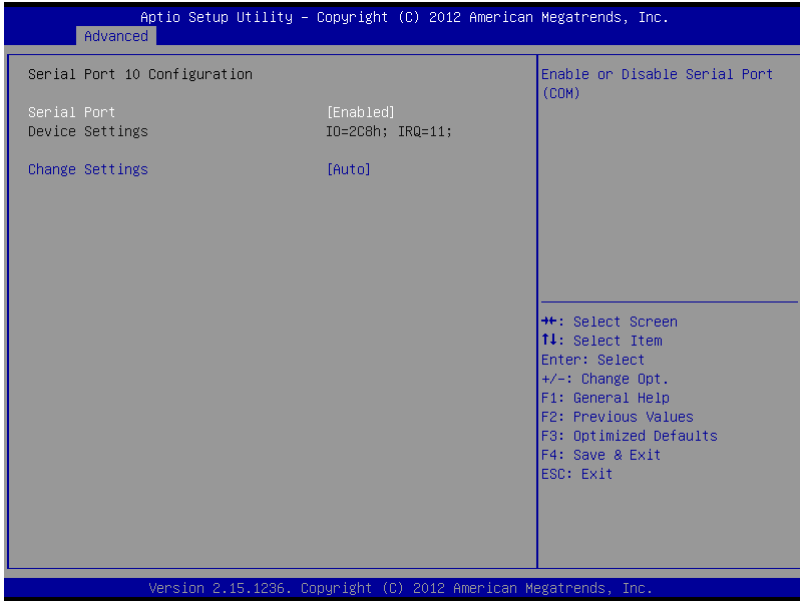 Aptio Setup Utility – Copyright (C) 2012 American Megatrends, Inc.
Advanced
Serial Port 10 Configuration
Serial Port [Enabled]
Device Settings IO=2C8h; IRQ=11;
Change Settings [Auto]
Enable or Disable Serial Port
(COM)
→←: Select Screen
↑↓: Select Item
Enter: Select
+/-: Change Opt.
F1: General Help
F2: Previous Values
F3: Optimized Defaults
F4: Save & Exit
ESC: Exit
Version 2.15.1236. Copyright (C) 2012 American Megatrends, Inc.